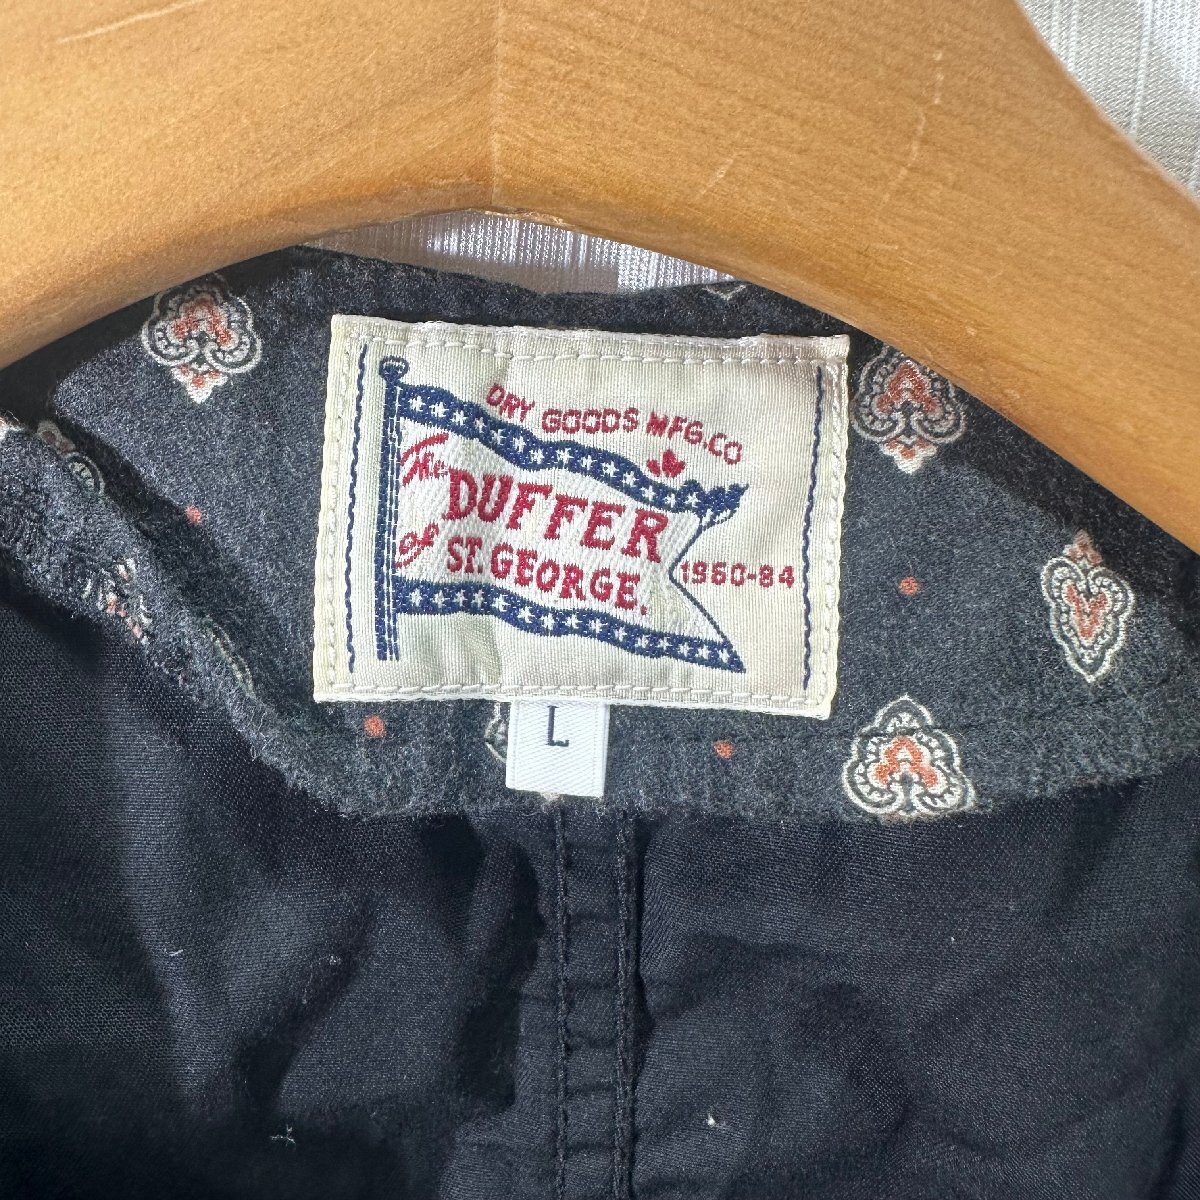 DRY GOODS MFG.CO
The
DUFFER
of
ST. GEORGE.
1960-84
L